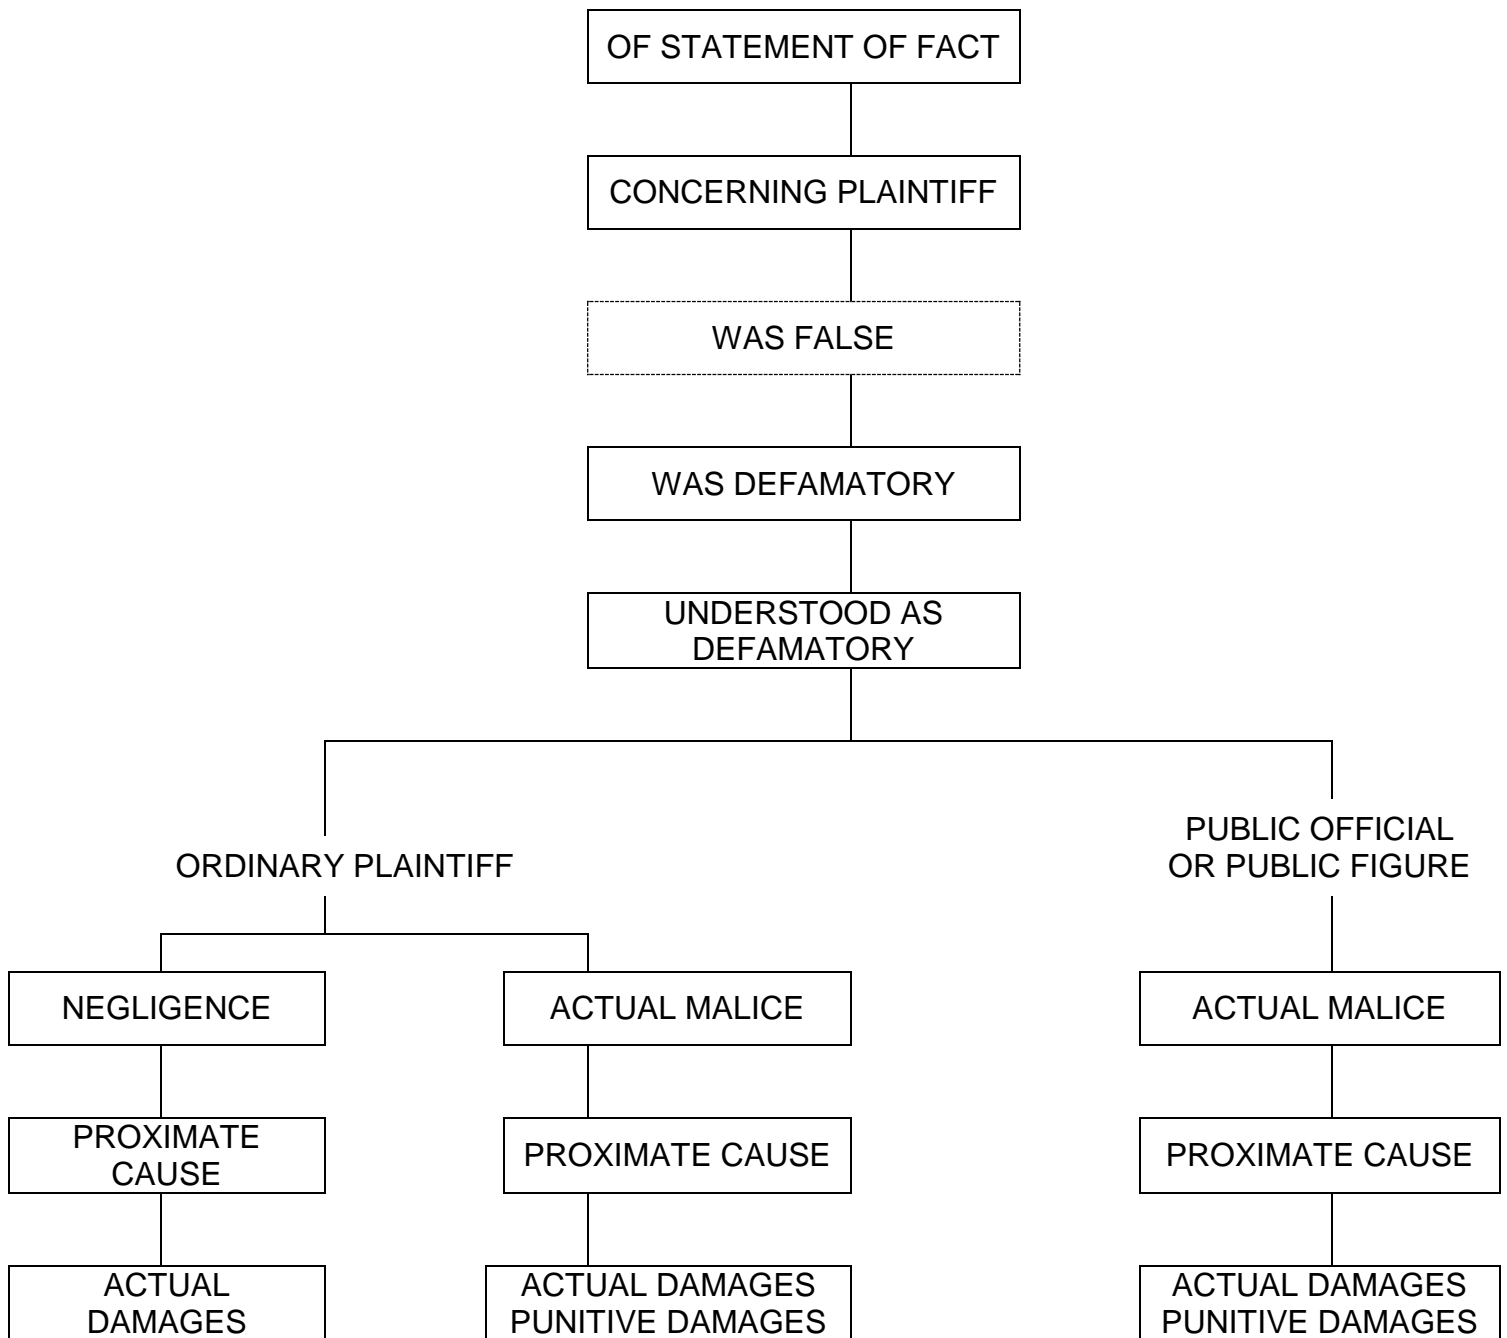 OF STATEMENT OF FACT
CONCERNING PLAINTIFF
WAS FALSE
WAS DEFAMATORY
UNDERSTOOD AS
DEFAMATORY
ORDINARY PLAINTIFF
PUBLIC OFFICIAL
OR PUBLIC FIGURE
NEGLIGENCE
ACTUAL MALICE
ACTUAL MALICE
PROXIMATE
CAUSE
PROXIMATE CAUSE
PROXIMATE CAUSE
ACTUAL
DAMAGES
ACTUAL DAMAGES
PUNITIVE DAMAGES
ACTUAL DAMAGES
PUNITIVE DAMAGES